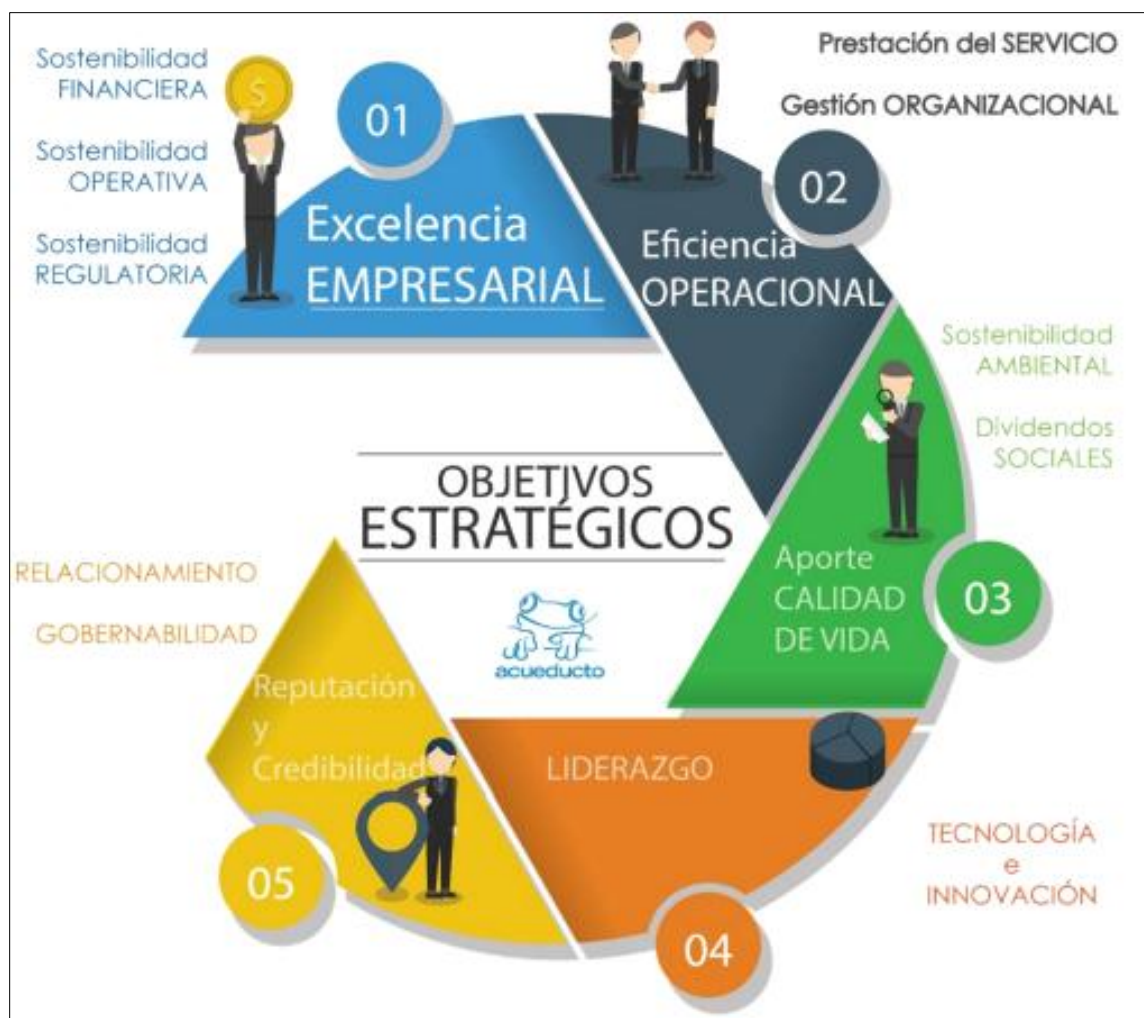 Sostenibilidad
FINANCIERA
Sostenibilidad
OPERATIVA
Sostenibilidad
REGULATORIA
$
01
Excelencia
EMPRESARIAL
Prestación del SERVICIO
Gestión ORGANIZACIONAL
02
Eficiencia
OPERACIONAL
Sostenibilidad
AMBIENTAL
Dividendos
SOCIALES
Aporte
CALIDAD
DE VIDA
03
OBJETIVOS
ESTRATÉGICOS
acueducto
RELACIONAMIENTO
GOBERNABILIDAD
Reputación
y
Credibilidad
05
LIDERAZGO
04
TECNOLOGÍA
e
INNOVACIÓN